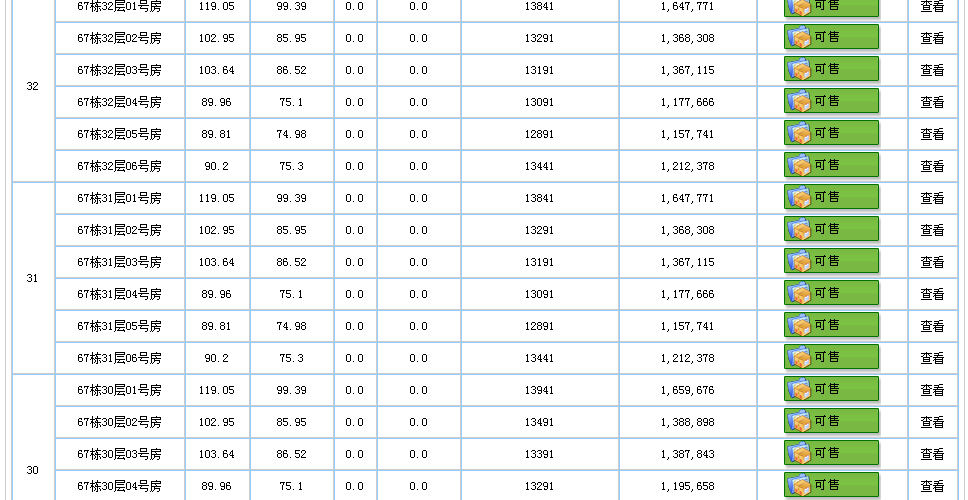 67栋32层01号房 119.05 99.39 0.0 0.0 13841 1,647,771 可售 查看
67栋32层02号房 102.95 85.95 0.0 0.0 13291 1,368,308 可售 查看
67栋32层03号房 103.64 86.52 0.0 0.0 13191 1,367,115 可售 查看
32
67栋32层04号房 89.96 75.1 0.0 0.0 13091 1,177,666 可售 查看
67栋32层05号房 89.81 74.98 0.0 0.0 12891 1,157,741 可售 查看
67栋32层06号房 90.2 75.3 0.0 0.0 13441 1,212,378 可售 查看
67栋31层01号房 119.05 99.39 0.0 0.0 13841 1,647,771 可售 查看
67栋31层02号房 102.95 85.95 0.0 0.0 13291 1,368,308 可售 查看
67栋31层03号房 103.64 86.52 0.0 0.0 13191 1,367,115 可售 查看
31
67栋31层04号房 89.96 75.1 0.0 0.0 13091 1,177,666 可售 查看
67栋31层05号房 89.81 74.98 0.0 0.0 12891 1,157,741 可售 查看
67栋31层06号房 90.2 75.3 0.0 0.0 13441 1,212,378 可售 查看
67栋30层01号房 119.05 99.39 0.0 0.0 13941 1,659,676 可售 查看
67栋30层02号房 102.95 85.95 0.0 0.0 13491 1,388,898 可售 查看
67栋30层03号房 103.64 86.52 0.0 0.0 13391 1,387,843 可售 查看
30
67栋30层04号房 89.96 75.1 0.0 0.0 13291 1,195,658 可售 查看